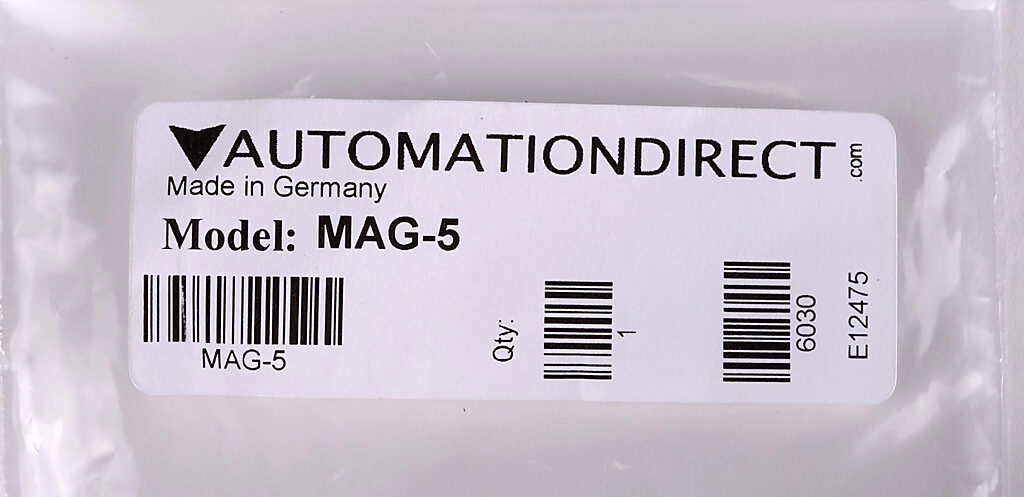 AUTOMATIONDIRECT.com
Made in Germany
Model: MAG-5
MAG-5
Qty:
1
6030
E12475